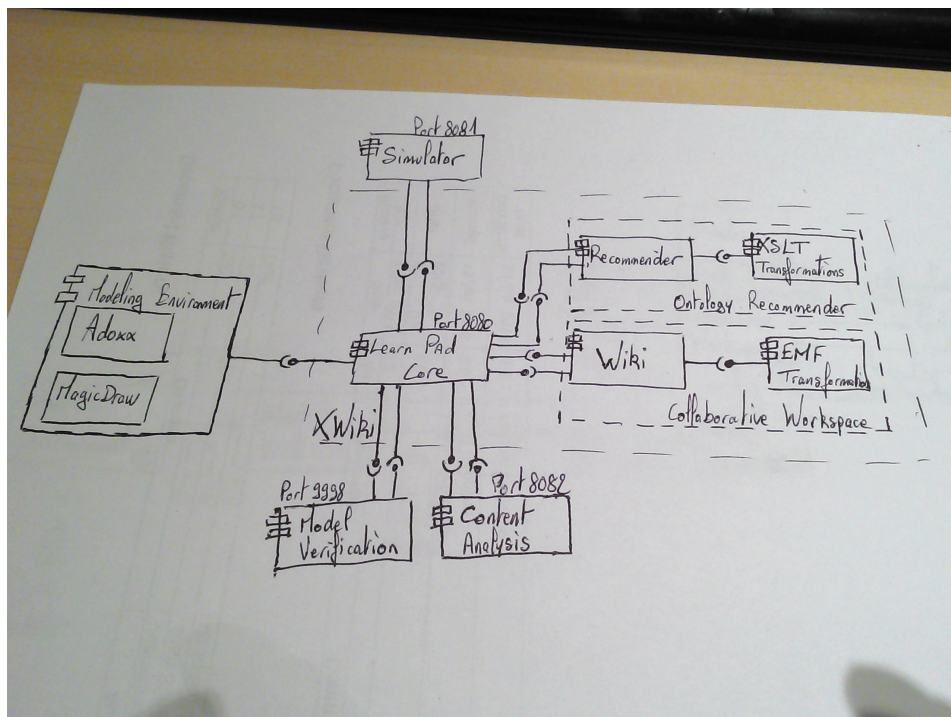 Port 8081
Simulator
Recommender
XSLT
Transformations
Ontology Recommender
Modeling Environment
Adoxx
MagicDraw
Port 8080
Learn PAd
Core
Wiki
EMF
Transformation
Collaborative Workspace
XWiki
Port 9998
Model
Verification
Port 8082
Content
Analysis